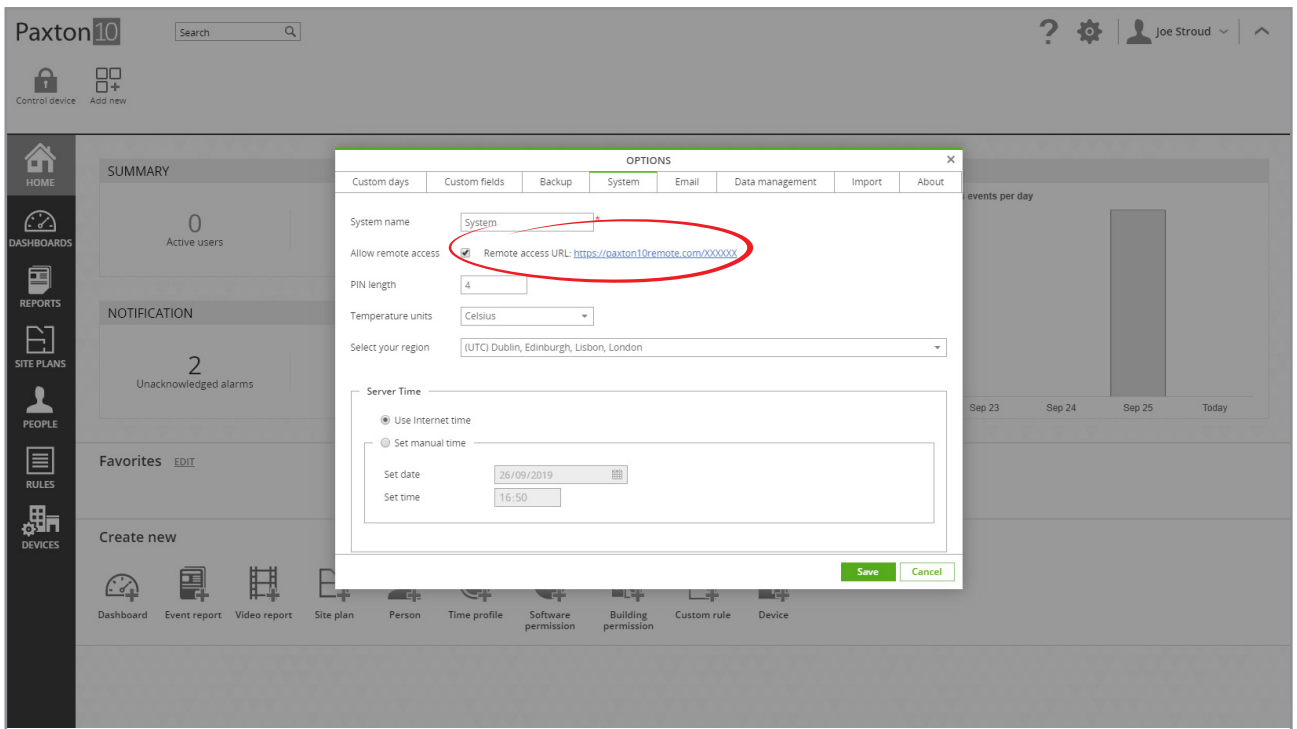 Paxton10
Search
?
Joe Stroud
Control device
Add new
HOME
DASHBOARDS
REPORTS
SITE PLANS
PEOPLE
RULES
DEVICES
SUMMARY
0
Active users
NOTIFICATION
2
Unacknowledged alarms
events per day
Sep 23 Sep 24 Sep 25 Today
Favorites EDIT
Create new
Dashboard
Event report
Video report
Site plan
Person
Time profile
Software
permission
Building
permission
Custom rule
Device
OPTIONS
×
Custom days Custom fields Backup System Email Data management Import About
System name System *
Allow remote access Remote access URL: https://paxton10remote.com/XXXXXX
PIN length 4
Temperature units Celsius
Select your region (UTC) Dublin, Edinburgh, Lisbon, London
Server Time
Use Internet time
Set manual time
Set date 26/09/2019
Set time 16:50
Save Cancel